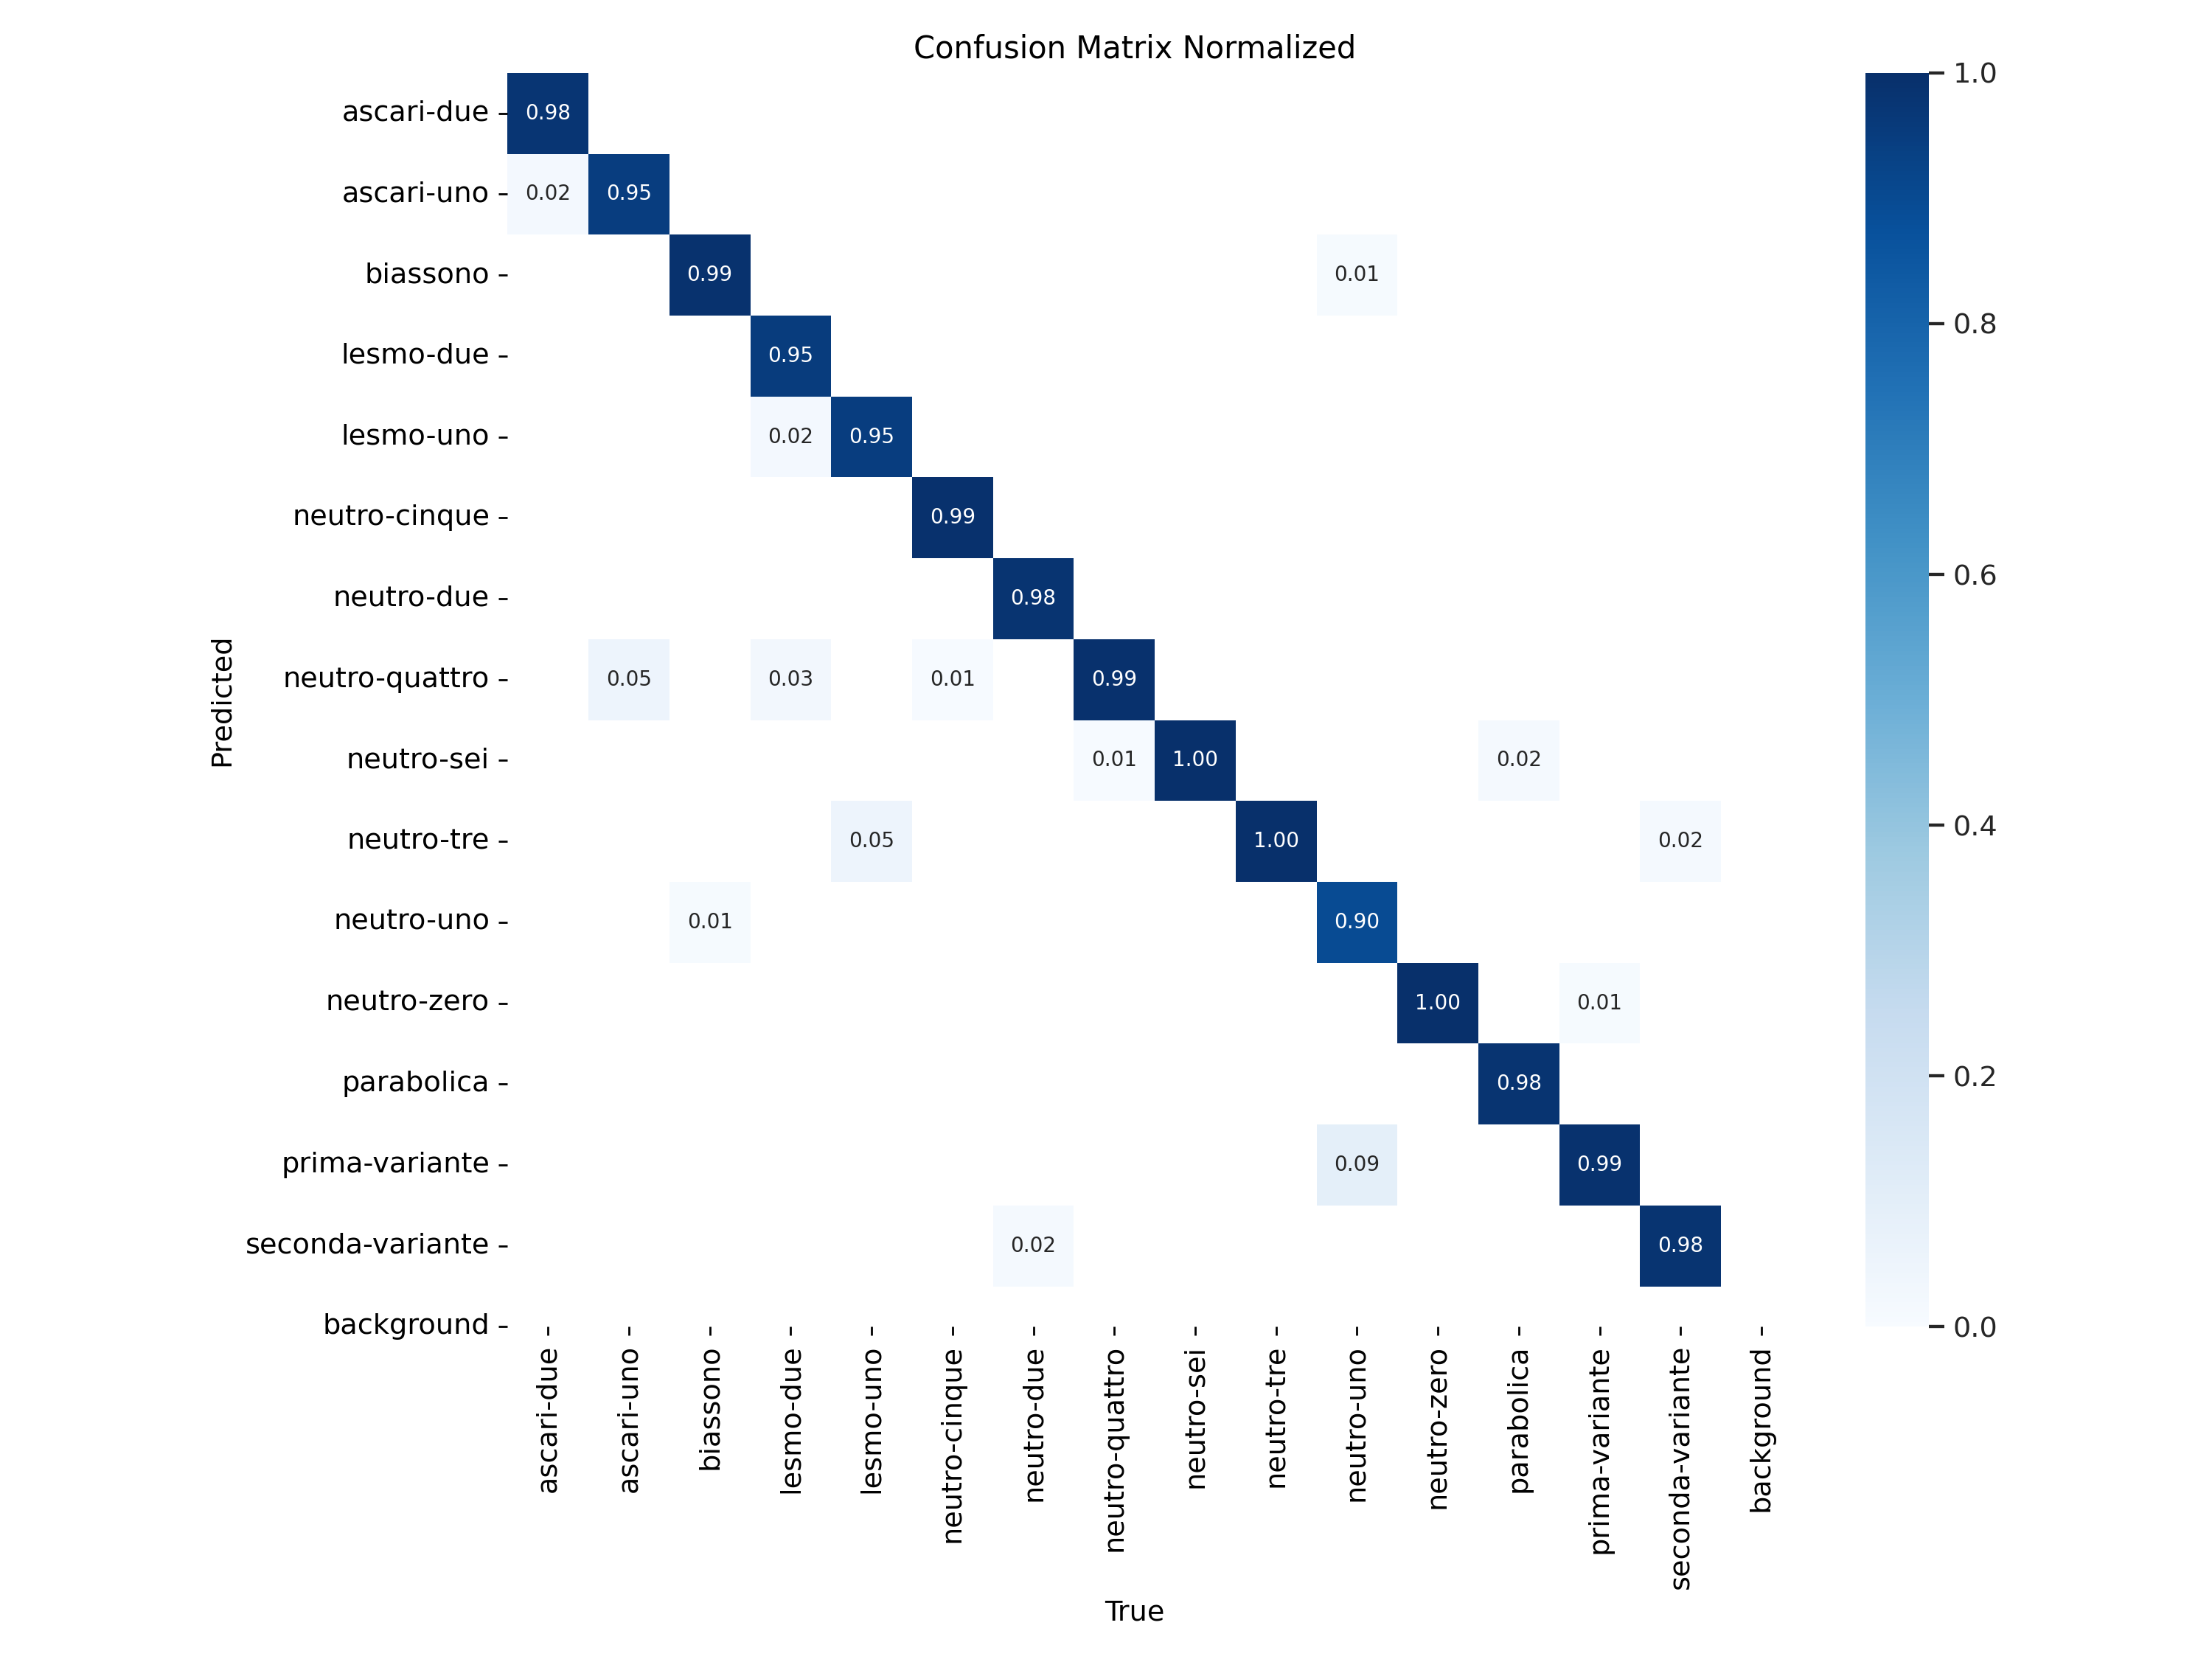 Confusion Matrix Normalized
ascari-due 0.98
ascari-uno 0.02 0.95
biassono 0.99 0.01
lesmo-due 0.95
lesmo-uno 0.02 0.95
neutro-cinque 0.99
neutro-due 0.98
neutro-quattro 0.05 0.03 0.01 0.99
neutro-sei 0.01 1.00 0.02
neutro-tre 0.05 1.00 0.02
neutro-uno 0.01 0.90
neutro-zero 1.00 0.01
parabolica 0.98
prima-variante 0.09 0.99
seconda-variante 0.02 0.98
background
Predicted
ascari-due
ascari-uno
biassono
lesmo-due
lesmo-uno
neutro-cinque
neutro-due
neutro-quattro
neutro-sei
neutro-tre
neutro-uno
neutro-zero
parabolica
prima-variante
seconda-variante
background
True
1.0
0.8
0.6
0.4
0.2
0.0